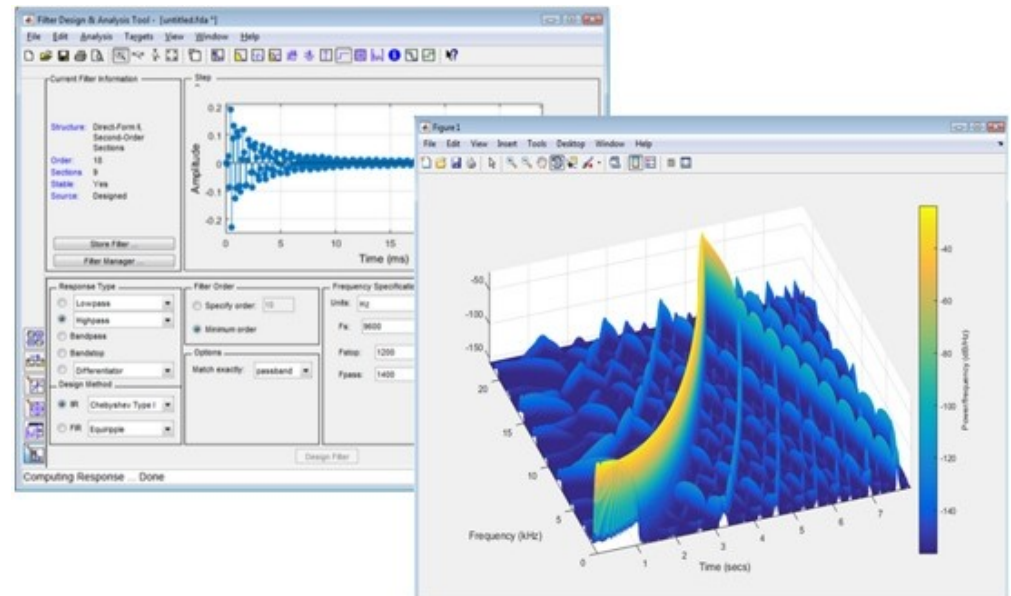 Filter Design & Analysis Tool - [untitled.fda *]
File Edit Analysis Targets View Window Help
Current Filter Information
Structure: Direct-Form II,
Second-Order
Sections
Order: 18
Sections 9
Stable Yes
Source: Designed
Store Filter ...
Filter Manager ...
Step
0.2
0.1
0
-0.1
-0.2
Amplitude
0 5 10 15
Time (ms)
Response Type
Lowpass
Highpass
Bandpass
Bandstop
Differentiator
Design Method
IIR Chebyshev Type I
FIR Equiripple
Filter Order
Specify order: 10
Minimum order
Options
Match exactly: passband
Frequency Specificatio
Units: Hz
Fs: 9600
Fstop: 1200
Fpass: 1400
Design Filter
Computing Response ... Done
Figure 1
File Edit View Insert Tools Desktop Window Help
-50
-100
-150
20
15
10
5
0
Frequency (kHz)
1 2 3 4 5 6 7
Time (secs)
-40
-60
-80
-100
-120
-140
Power/frequency (dB/Hz)